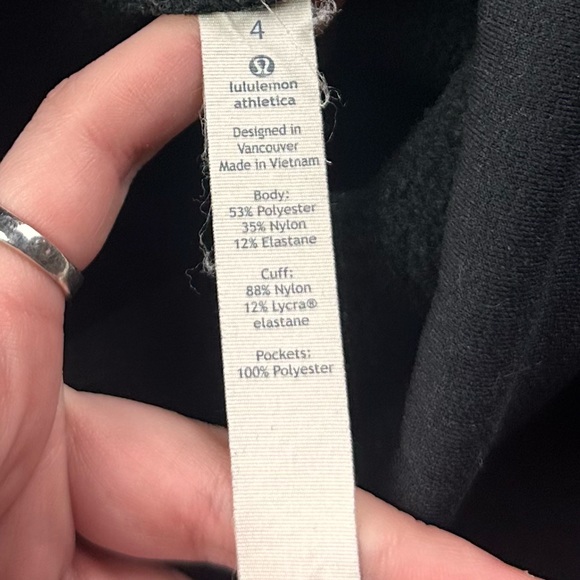 4
lululemon
athletica
Designed in
Vancouver
Made in Vietnam
Body:
53% Polyester
35% Nylon
12% Elastane
Cuff:
88% Nylon
12% Lycra®
elastane
Pockets:
100% Polyester